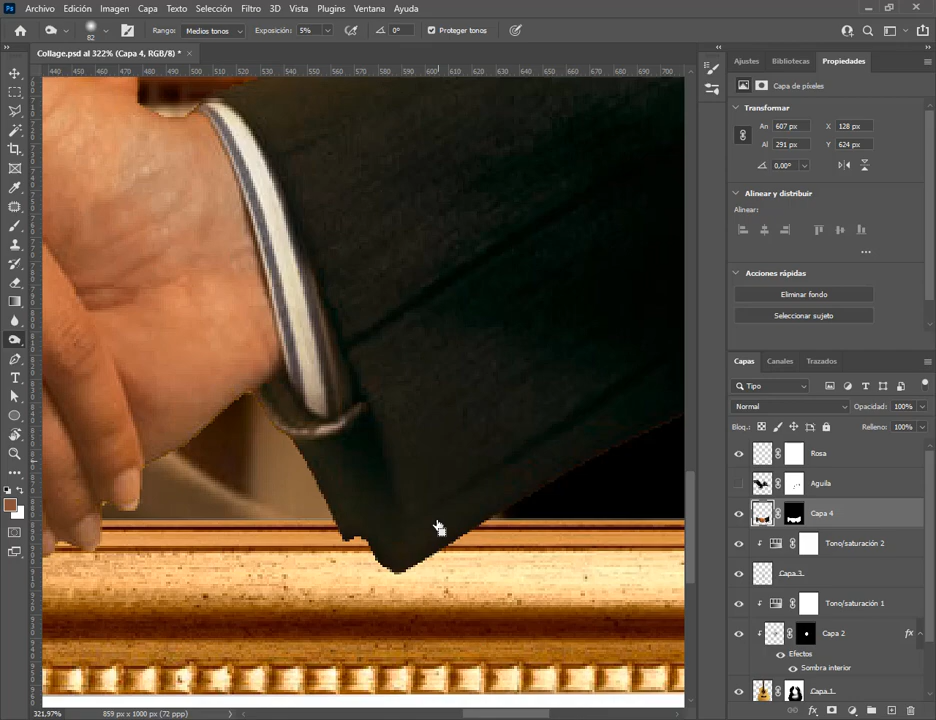 Archivo Edición Imagen Capa Texto Selección Filtro 3D Vista Plugins Ventana Ayuda
82 Rango: Medios tonos Exposición: 5% 0° Proteger tonos
Collage.psd al 322% (Capa 4, RGB/8) *
440 450 460 470 480 490 500 510 520 530 540 550 560 570 580 590 600 610 620 630 640 650 660 670 680 690 700
Ajustes Bibliotecas Propiedades
Capa de píxeles
Transformar
An 607 px X 128 px
Al 291 px Y 624 px
0,00°
Alinear y distribuir
Alinear:
Acciones rápidas
Eliminar fondo
Seleccionar sujeto
Capas Canales Trazados
Tipo
Normal Opacidad: 100%
Bloq.: Relleno: 100%
Rosa
Aguila
Capa 4
Tono/saturación 2
Capa 3
Tono/saturación 1
Capa 2 fx
Efectos
Sombra interior
Capa 1
321,97% 859 px x 1000 px (72 ppp)